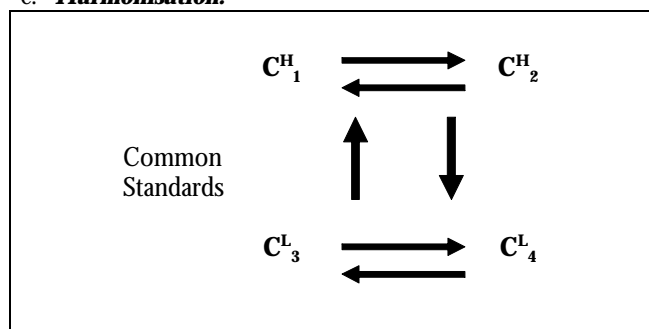 c. Harmonisation.
C^H_1 C^H_2
Common
Standards
C^L_3 C^L_4